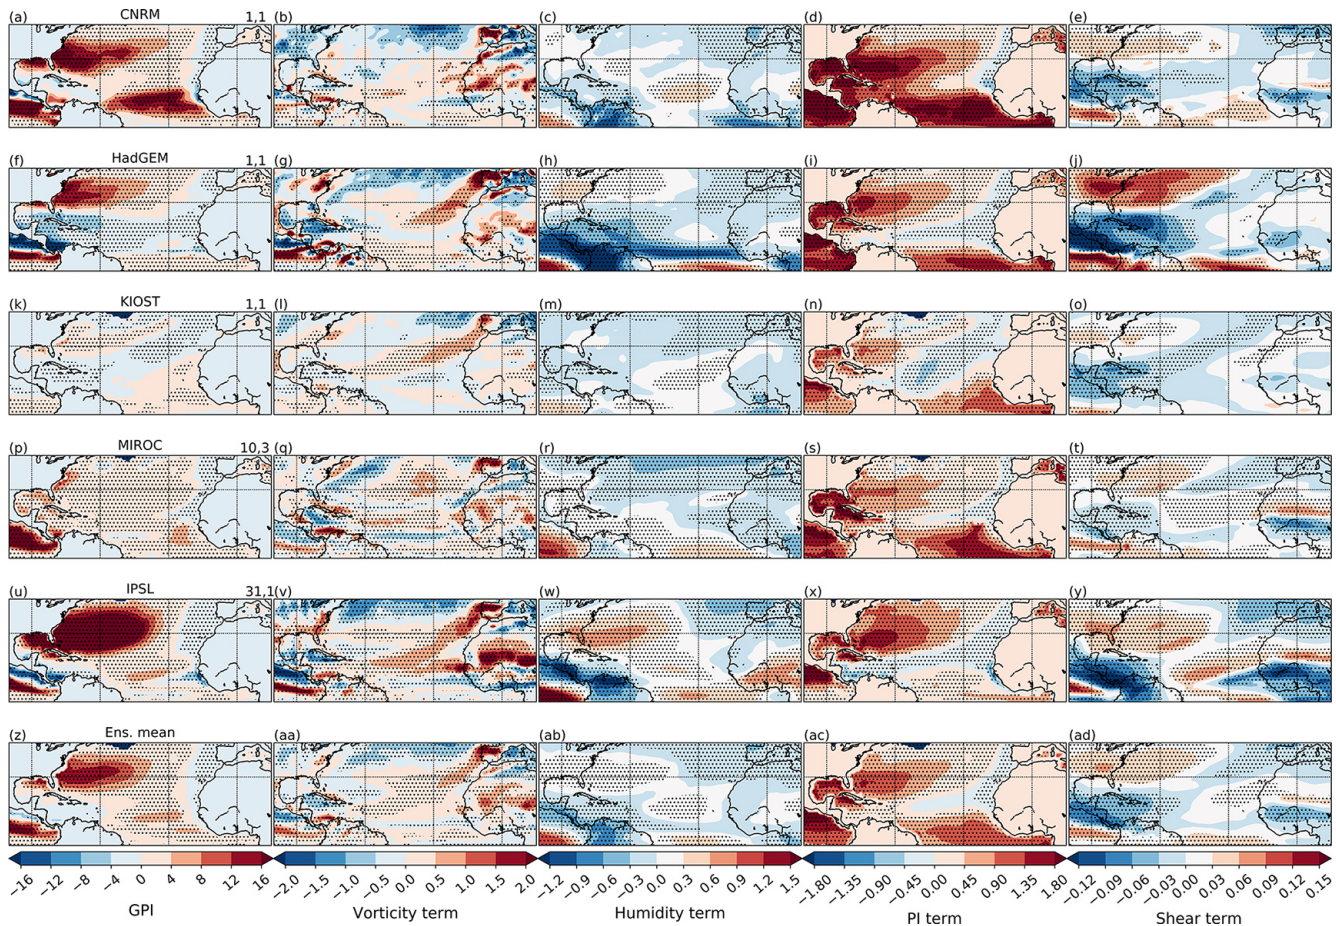 (a) CNRM 1,1 (b) (c) (d) (e)
(f) HadGEM 1,1 (g) (h) (i) (j)
(k) KIOST 1,1 (l) (m) (n) (o)
(p) MIROC 10,3 (q) (r) (s) (t)
(u) IPSL 31,1 (v) (w) (x) (y)
(z) Ens. mean (aa) (ab) (ac) (ad)
−16 −12 −8 −4 0 4 8 12 16 −2.0 −1.5 −1.0 −0.5 0.0 0.5 1.0 1.5 2.0 −1.2 −0.9 −0.6 −0.3 0.0 0.3 0.6 0.9 1.2 1.5 −1.80 −1.35 −0.90 −0.45 0.00 0.45 0.90 1.35 1.80 −0.12 −0.09 −0.06 −0.03 0.00 0.03 0.06 0.09 0.12 0.15
GPI Vorticity term Humidity term PI term Shear term